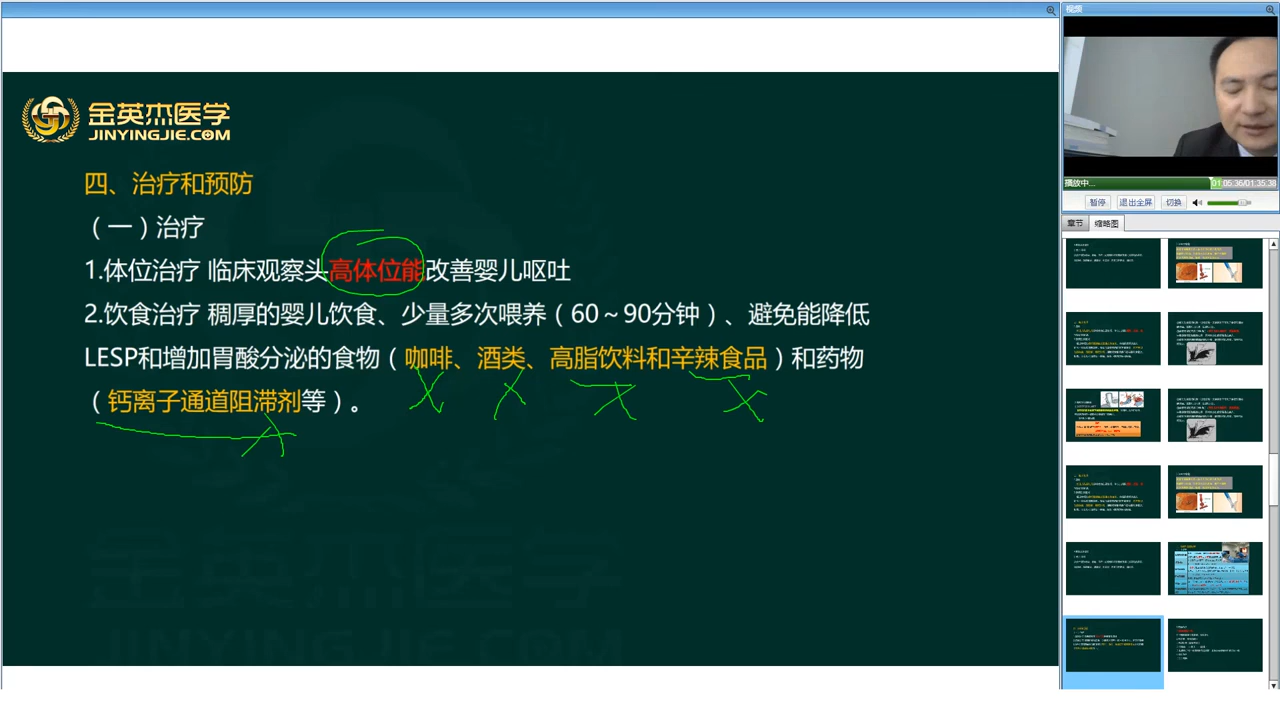 视频
金英杰医学
JINYINGJIE.COM
四、治疗和预防
（一）治疗
1.体位治疗 临床观察头高体位能改善婴儿呕吐
2.饮食治疗 稠厚的婴儿饮食、少量多次喂养（60～90分钟）、避免能降低
LESP和增加胃酸分泌的食物（咖啡、酒类、高脂饮料和辛辣食品）和药物
（钙离子通道阻滞剂等）。
播放中...
01:05:36/01:35:38
暂停 退出全屏 切换
章节 缩略图